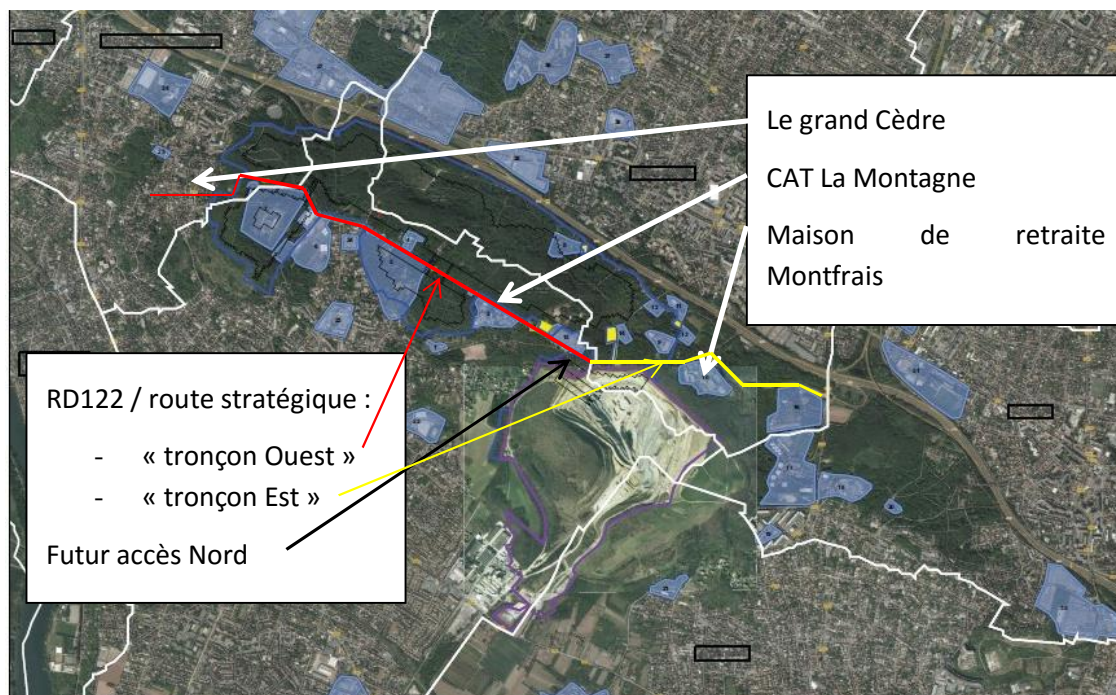 Le grand Cèdre
CAT La Montagne
Maison de retraite
Montfrais
RD122 / route stratégique :
- « tronçon Ouest »
- « tronçon Est »
Futur accès Nord